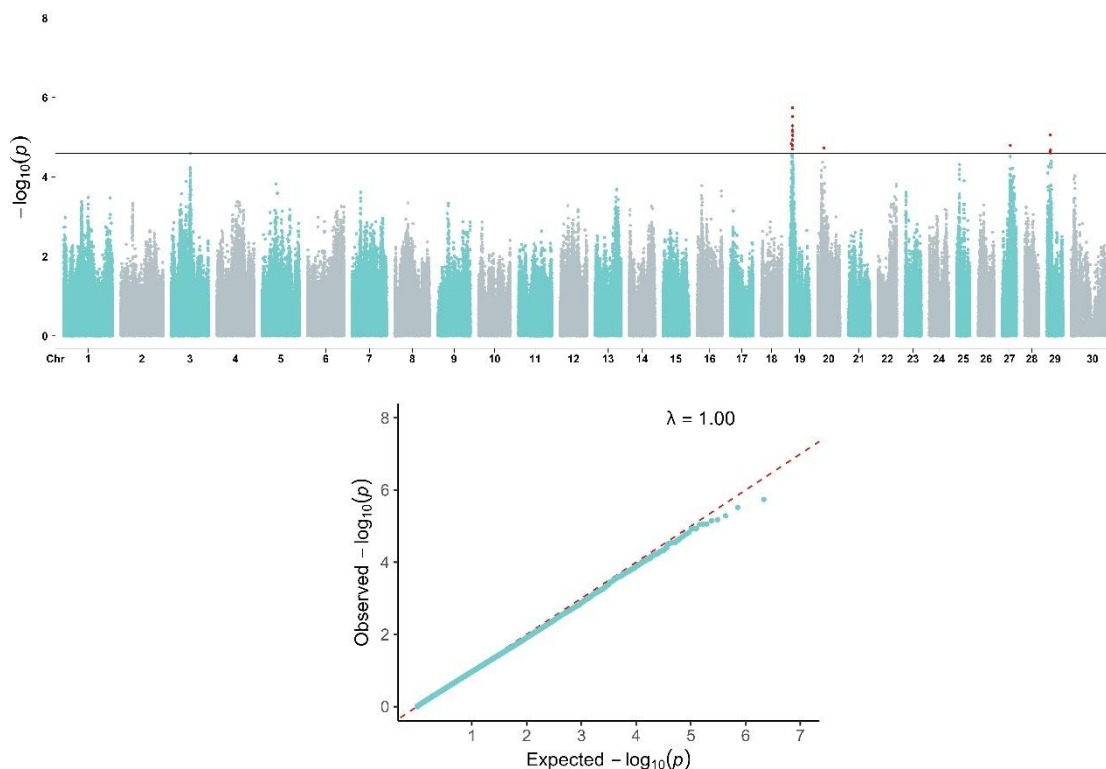 8
6
4
2
0
−log₁₀(p)
Chr 1 2 3 4 5 6 7 8 9 10 11 12 13 14 15 16 17 18 19 20 21 22 23 24 25 26 27 28 29 30
λ = 1.00
8
6
4
2
0
Observed −log₁₀(p)
1 2 3 4 5 6 7
Expected −log₁₀(p)